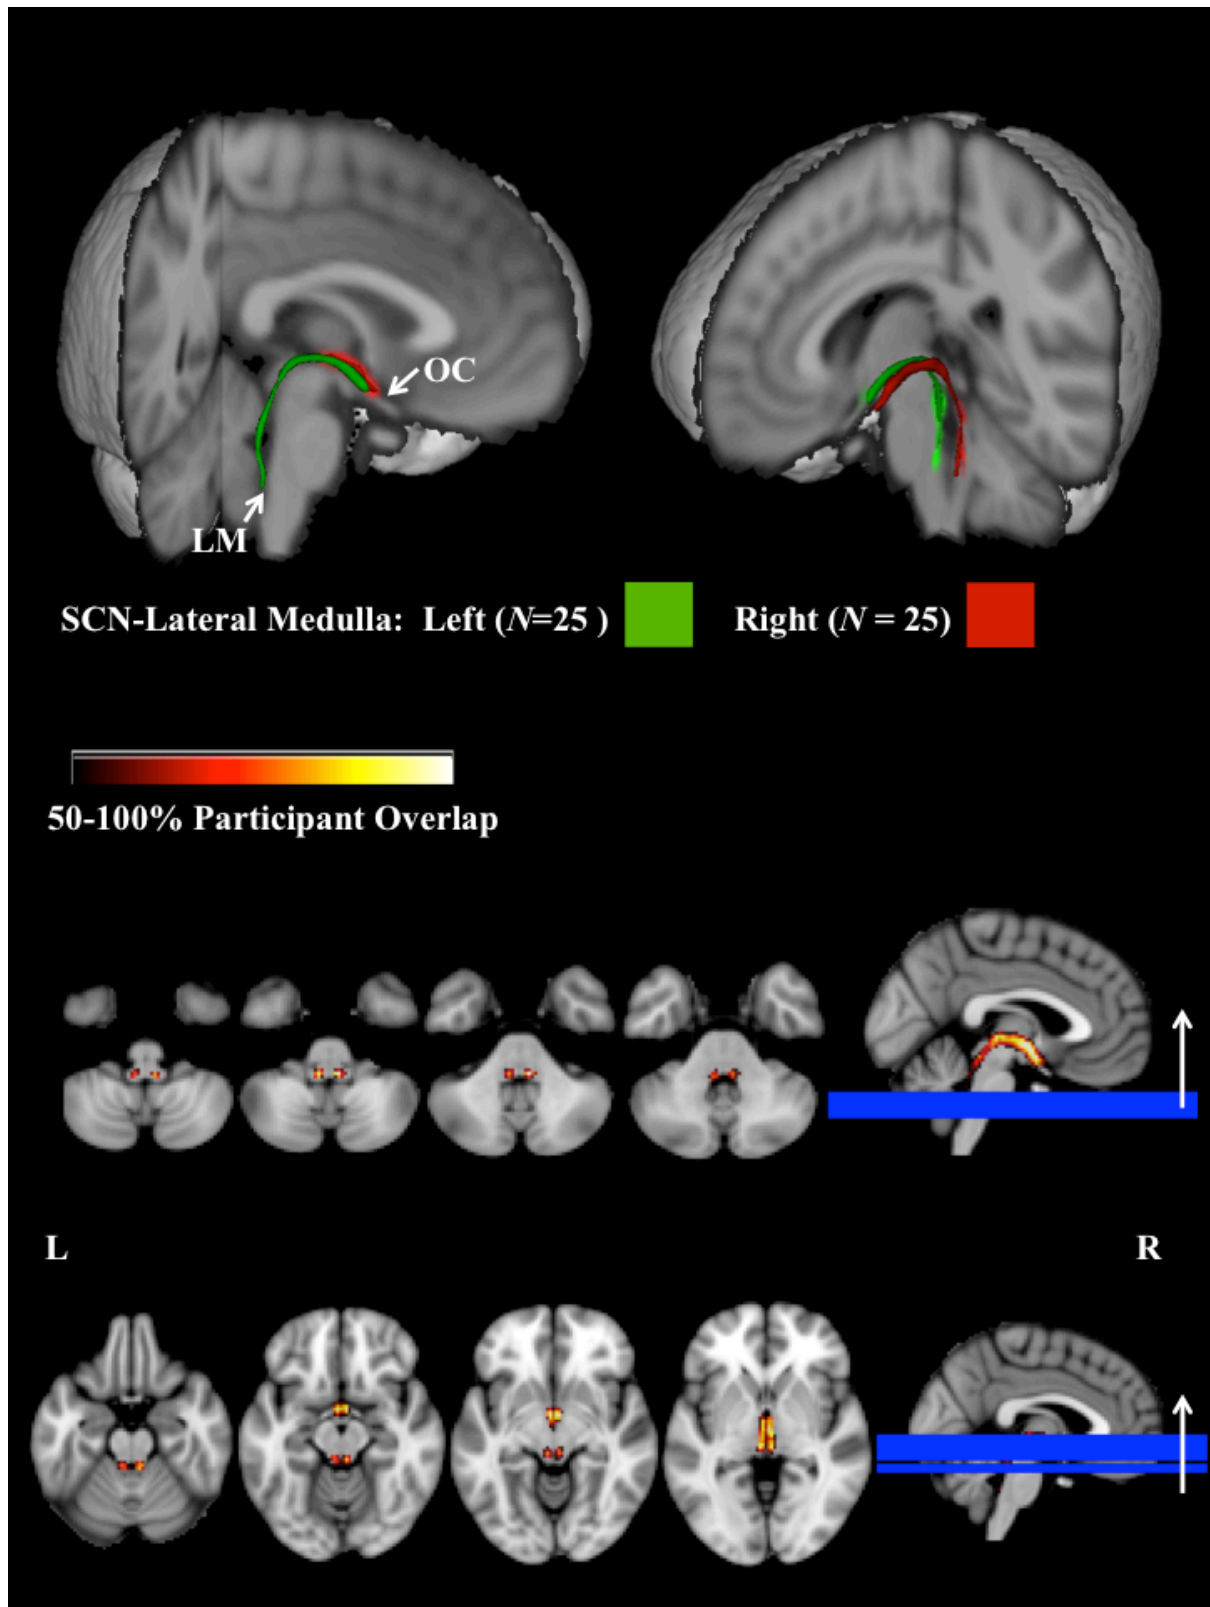 OC
LM
SCN-Lateral Medulla: Left (N=25 ) Right (N = 25)
50-100% Participant Overlap
L R